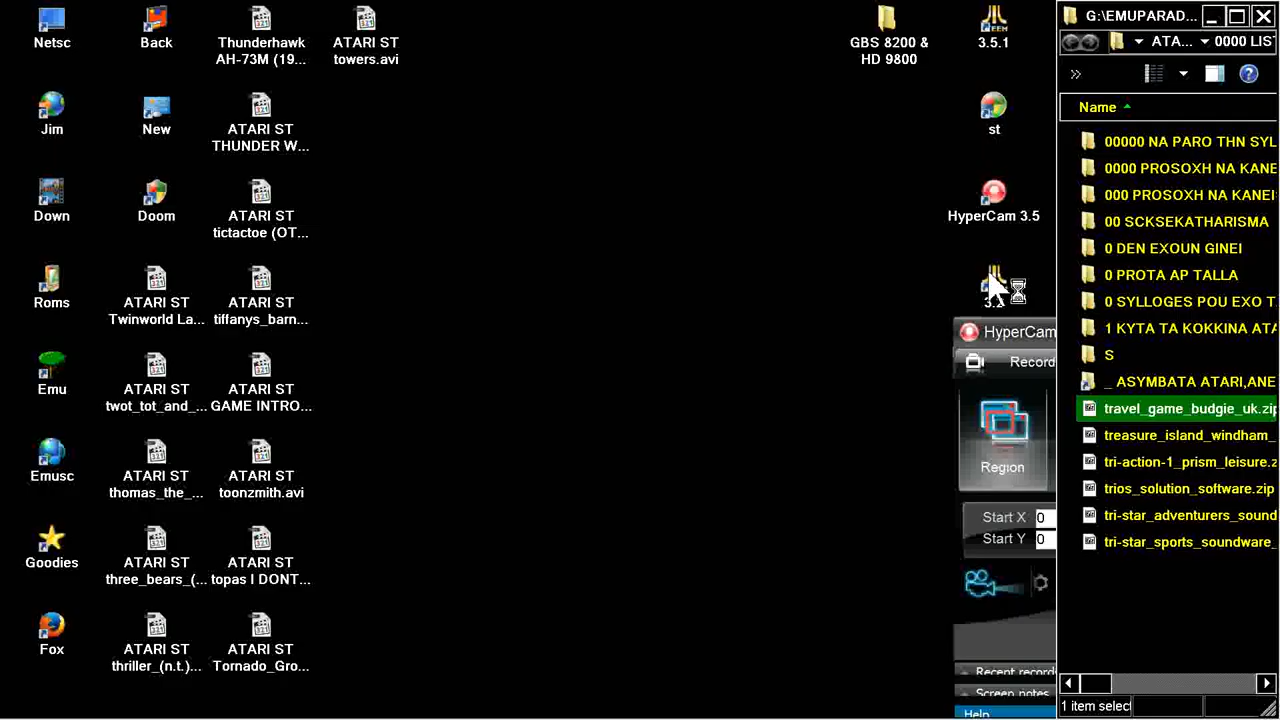 Netsc
Back
Thunderhawk
AH-73M (19...
ATARI ST
towers.avi
GBS 8200 &
HD 9800
3.5.1
Jim
New
ATARI ST
THUNDER W...
st
Down
Doom
ATARI ST
tictactoe (OT...
HyperCam 3.5
Roms
ATARI ST
Twinworld La...
ATARI ST
tiffanys_barn...
Emu
ATARI ST
twot_tot_and_...
ATARI ST
GAME INTRO...
Emusc
ATARI ST
thomas_the_...
ATARI ST
toonzmith.avi
Goodies
ATARI ST
three_bears_(...
ATARI ST
topas I DONT...
Fox
ATARI ST
thriller_(n.t.)...
ATARI ST
Tornado_Gro...
HyperCam
Record
Region
Start X 0
Start Y 0
Recent record
Screen notes
Help
G:\EMUPARAD...
ATA... 0000 LIS
Name
00000 NA PARO THN SYL
0000 PROSOXH NA KANE
000 PROSOXH NA KANEI
00 SCKSEKATHARISMA
0 DEN EXOUN GINEI
0 PROTA AP TALLA
0 SYLLOGES POU EXO T
1 KYTA TA KOKKINA ATA
S
_ ASYMBATA ATARI,ANE
travel_game_budgie_uk.zip
treasure_island_windham_
tri-action-1_prism_leisure.z
trios_solution_software.zip
tri-star_adventurers_sound
tri-star_sports_soundware_
1 item select